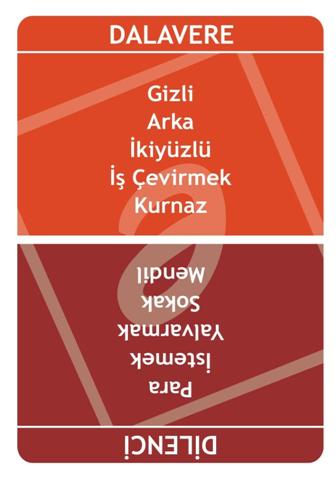 DALAVERE
Gizli
Arka
İkiyüzlü
İş Çevirmek
Kurnaz
DİLENCİ
Para
İstemek
Yalvarmak
Sokak
Mendil